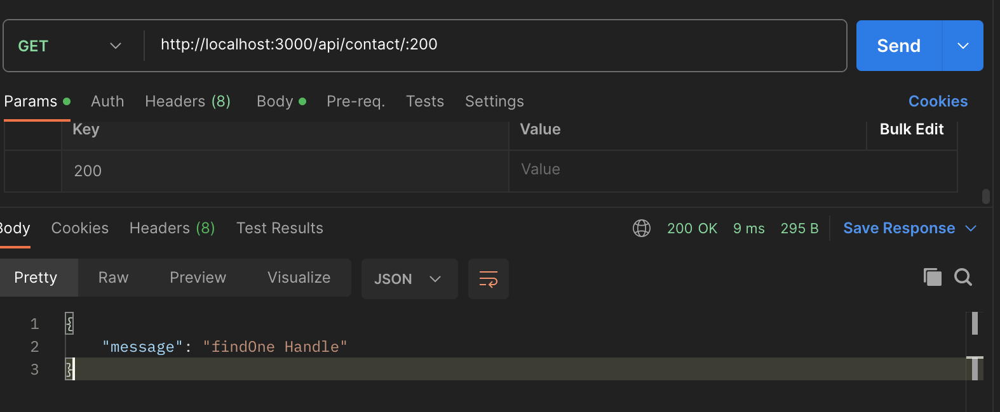 GET http://localhost:3000/api/contact/:200 Send
Params Auth Headers (8) Body Pre-req. Tests Settings Cookies
Key Value Bulk Edit
200 Value
Body Cookies Headers (8) Test Results 200 OK 9 ms 295 B Save Response
Pretty Raw Preview Visualize JSON
1 {
2 "message": "findOne Handle"
3 }